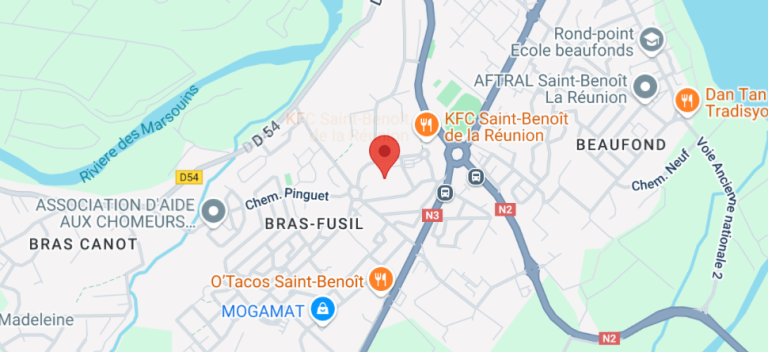 Rond-point
Ecole beaufonds
AFTRAL Saint-Benoît
La Réunion
Dan Tan
Tradisyo
KFC Saint-Benoît
de la Réunion
KFC Saint-Benoît
de la Réunion
D 54
Rivière des Marsouins
BEAUFOND
Chem. Neuf
Voie Ancienne nationale 2
D54
Chem. Pinguet
ASSOCIATION D'AIDE
AUX CHOMEURS...
BRAS-FUSIL
N3
N2
BRAS CANOT
O'Tacos Saint-Benoît
MOGAMAT
Madeleine
N2